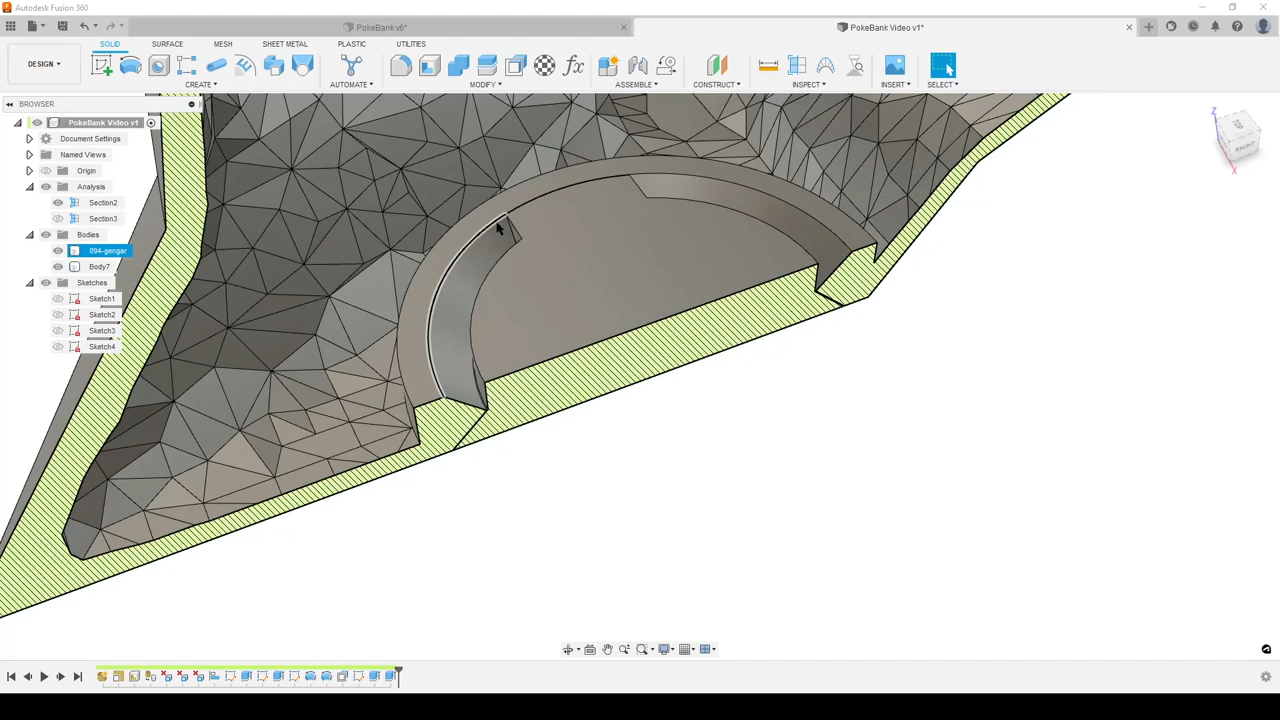 Autodesk Fusion 360
PokeBank v6*
PokeBank Video v1*
SOLID
SURFACE
MESH
SHEET METAL
PLASTIC
UTILITIES
DESIGN
CREATE
AUTOMATE
MODIFY
ASSEMBLE
CONSTRUCT
INSPECT
INSERT
SELECT
BROWSER
PokeBank Video v1
Document Settings
Named Views
Origin
Analysis
Section2
Section3
Bodies
094-gengar
Body7
Sketches
Sketch1
Sketch2
Sketch3
Sketch4
Z
TOP
RIGHT
X